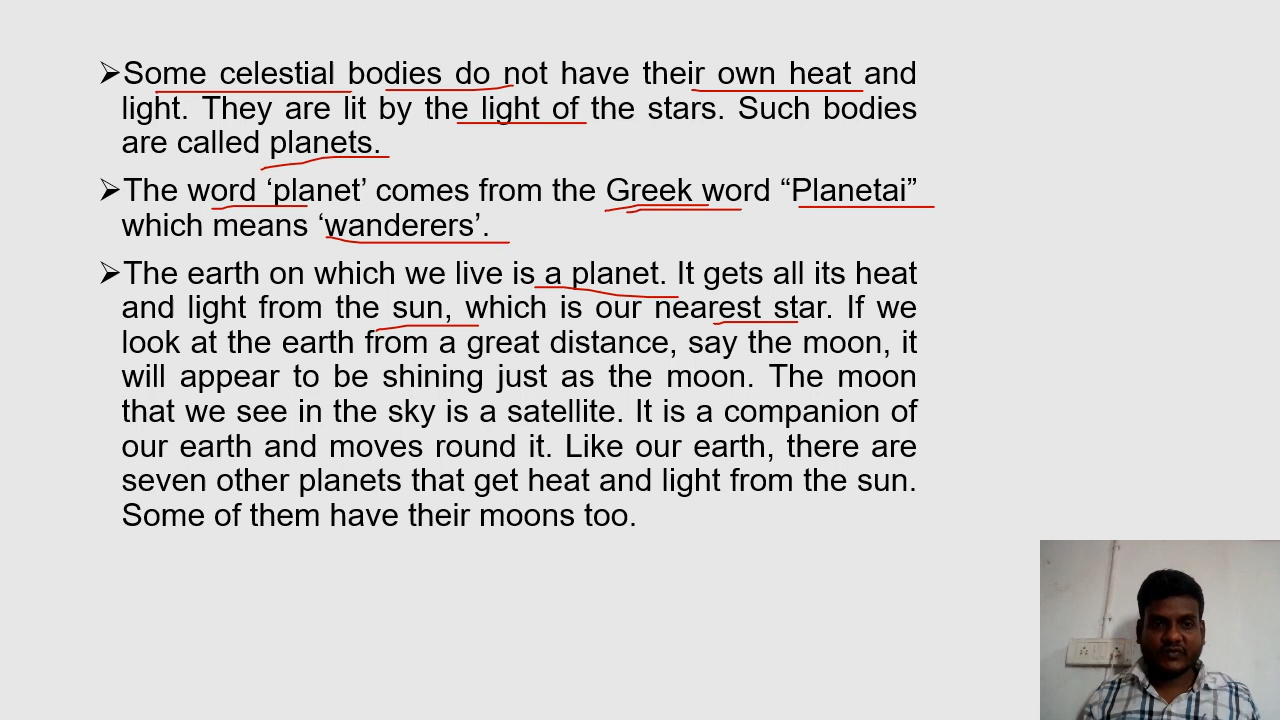 ➢Some celestial bodies do not have their own heat and
light. They are lit by the light of the stars. Such bodies
are called planets.
➢The word ‘planet’ comes from the Greek word “Planetai”
which means ‘wanderers’.
➢The earth on which we live is a planet. It gets all its heat
and light from the sun, which is our nearest star. If we
look at the earth from a great distance, say the moon, it
will appear to be shining just as the moon. The moon
that we see in the sky is a satellite. It is a companion of
our earth and moves round it. Like our earth, there are
seven other planets that get heat and light from the sun.
Some of them have their moons too.